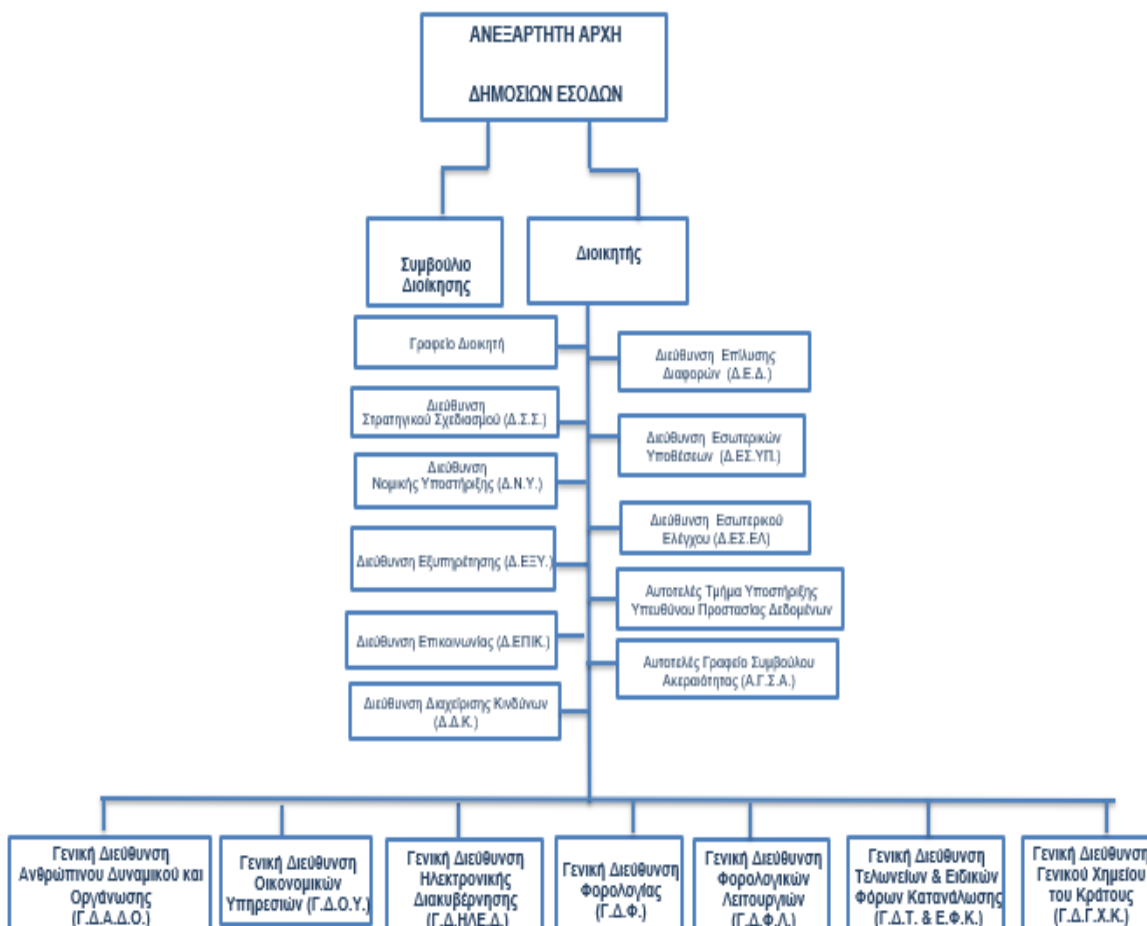 ΑΝΕΞΑΡΤΗΤΗ ΑΡΧΗ
ΔΗΜΟΣΙΩΝ ΕΣΟΔΩΝ
Συμβούλιο
Διοίκησης
Διοικητής
Γραφείο Διοικητή
Διεύθυνση Επίλυσης
Διαφορών (Δ.Ε.Δ.)
Διεύθυνση
Στρατηγικού Σχεδιασμού (Δ.Σ.Σ.)
Διεύθυνση Εσωτερικών
Υποθέσεων (Δ.ΕΣ.ΥΠ.)
Διεύθυνση
Νομικής Υποστήριξης (Δ.Ν.Υ.)
Διεύθυνση Εσωτερικού
Ελέγχου (Δ.ΕΣ.ΕΛ)
Διεύθυνση Εξυπηρέτησης (Δ.ΕΞΥ.)
Αυτοτελές Τμήμα Υποστήριξης
Υπευθύνου Προστασίας Δεδομένων
Διεύθυνση Επικοινωνίας (Δ.ΕΠΙΚ.)
Αυτοτελές Γραφείο Συμβούλου
Ακεραιότητας (Α.Γ.Σ.Α.)
Διεύθυνση Διαχείρισης Κινδύνων
(Δ.Δ.Κ.)
Γενική Διεύθυνση
Ανθρώπινου Δυναμικού και
Οργάνωσης
(Γ.Δ.Α.Δ.Ο.)
Γενική Διεύθυνση
Οικονομικών
Υπηρεσιών (Γ.Δ.Ο.Υ.)
Γενική Διεύθυνση
Ηλεκτρονικής
Διακυβέρνησης
(Γ.Δ.ΗΛΕ.Δ.)
Γενική Διεύθυνση
Φορολογίας
(Γ.Δ.Φ.)
Γενική Διεύθυνση
Φορολογικών
Λειτουργιών
(Γ.Δ.Φ.Λ.)
Γενική Διεύθυνση
Τελωνείων & Ειδικών
Φόρων Κατανάλωσης
(Γ.Δ.Τ. & Ε.Φ.Κ.)
Γενική Διεύθυνση
Γενικού Χημείου
του Κράτους
(Γ.Δ.Γ.Χ.Κ.)